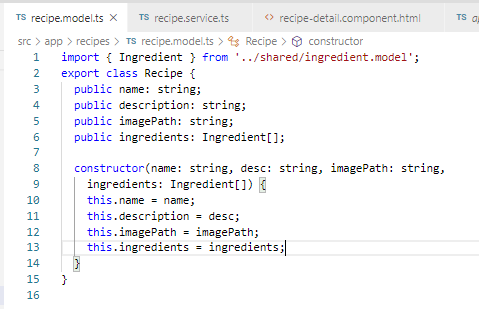 TS recipe.model.ts × TS recipe.service.ts <> recipe-detail.component.html TS
src > app > recipes > TS recipe.model.ts > Recipe > constructor
1 import { Ingredient } from '../shared/ingredient.model';
2 export class Recipe {
3 public name: string;
4 public description: string;
5 public imagePath: string;
6 public ingredients: Ingredient[];
7
8 constructor(name: string, desc: string, imagePath: string,
9 ingredients: Ingredient[]) {
10 this.name = name;
11 this.description = desc;
12 this.imagePath = imagePath;
13 this.ingredients = ingredients;
14 }
15 }
16